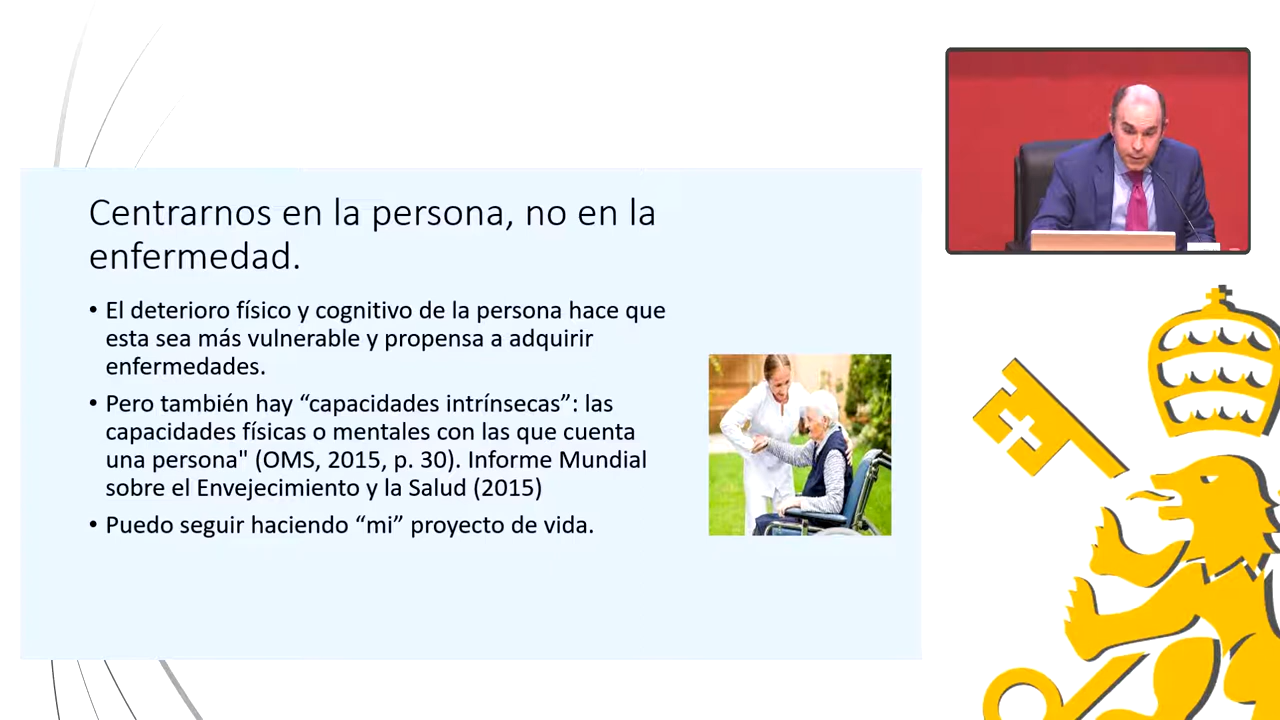 Centrarnos en la persona, no en la
enfermedad.
• El deterioro físico y cognitivo de la persona hace que
esta sea más vulnerable y propensa a adquirir
enfermedades.
• Pero también hay “capacidades intrínsecas”: las
capacidades físicas o mentales con las que cuenta
una persona" (OMS, 2015, p. 30). Informe Mundial
sobre el Envejecimiento y la Salud (2015)
• Puedo seguir haciendo “mi” proyecto de vida.